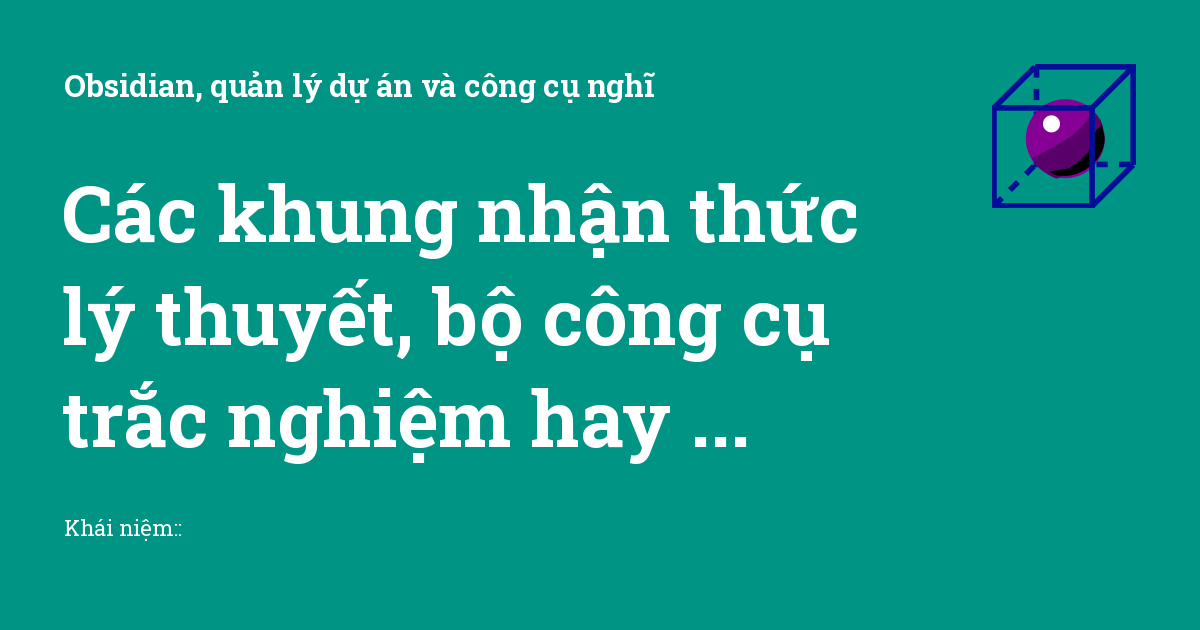 Obsidian, quản lý dự án và công cụ nghĩ
Các khung nhận thức
lý thuyết, bộ công cụ
trắc nghiệm hay ...
Khái niệm::